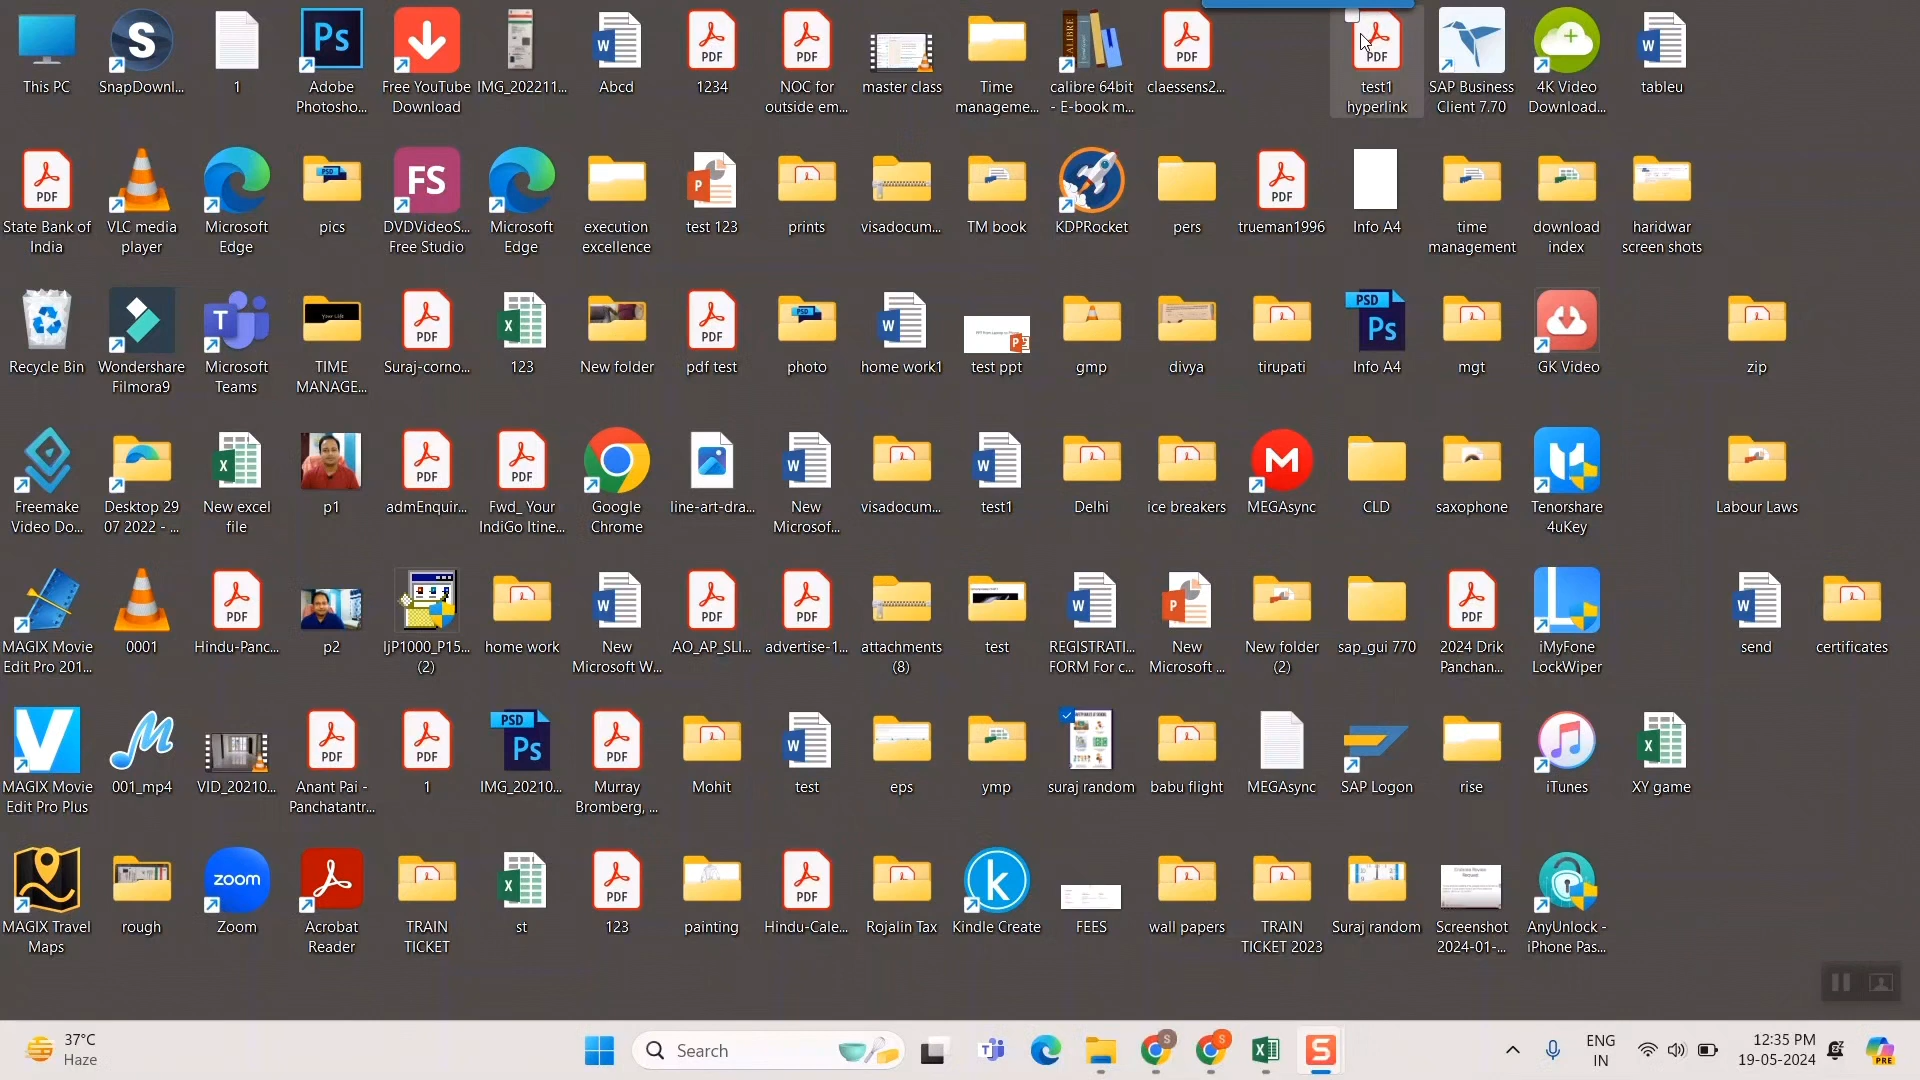 This PC
SnapDownl...
1
Adobe
Photosho...
Free YouTube
Download
IMG_202211...
Abcd
1234
NOC for
outside em...
master class
Time
manageme...
calibre 64bit
- E-book m...
claessens2...
test1
hyperlink
SAP Business
Client 7.70
4K Video
Download...
tableu
State Bank of
India
VLC media
player
Microsoft
Edge
pics
DVDVideoS...
Free Studio
Microsoft
Edge
execution
excellence
test 123
prints
visadocum...
TM book
KDPRocket
pers
trueman1996
Info A4
time
management
download
index
haridwar
screen shots
Recycle Bin
Wondershare
Filmora9
Microsoft
Teams
TIME
MANAGE...
Suraj-corno...
123
New folder
pdf test
photo
home work1
test ppt
gmp
divya
tirupati
Info A4
mgt
GK Video
zip
Freemake
Video Do...
Desktop 29
07 2022 - ...
New excel
file
p1
admEnquir...
Fwd_ Your
IndiGo Itine...
Google
Chrome
line-art-dra...
New
Microsof...
visadocum...
test1
Delhi
ice breakers
MEGAsync
CLD
saxophone
Tenorshare
4uKey
Labour Laws
MAGIX Movie
Edit Pro 201...
0001
Hindu-Panc...
p2
ljP1000_P15...
(2)
home work
New
Microsoft W...
AO_AP_SLI...
advertise-1...
attachments
(8)
test
REGISTRATI...
FORM For c...
New
Microsoft ...
New folder
(2)
sap_gui 770
2024 Drik
Panchan...
iMyFone
LockWiper
send
certificates
MAGIX Movie
Edit Pro Plus
001_mp4
VID_20210...
Anant Pai -
Panchatantr...
1
IMG_20210...
Murray
Bromberg, ...
Mohit
test
eps
ymp
suraj random
babu flight
MEGAsync
SAP Logon
rise
iTunes
XY game
MAGIX Travel
Maps
rough
Zoom
Acrobat
Reader
TRAIN
TICKET
st
123
painting
Hindu-Cale...
Rojalin Tax
Kindle Create
FEES
wall papers
TRAIN
TICKET 2023
Suraj random
Screenshot
2024-01-...
AnyUnlock -
iPhone Pas...
37°C
Haze
Search
ENG
IN
12:35 PM
19-05-2024